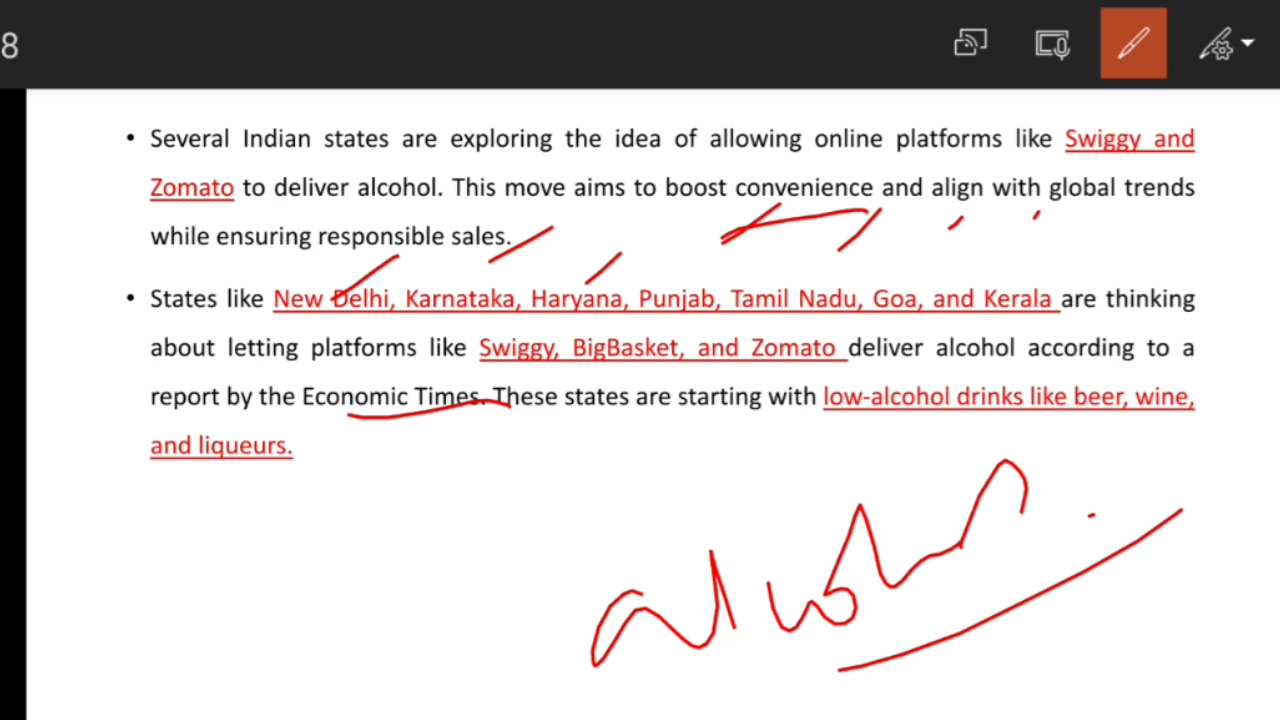 8
• Several Indian states are exploring the idea of allowing online platforms like Swiggy and
Zomato to deliver alcohol. This move aims to boost convenience and align with global trends
while ensuring responsible sales.
• States like New Delhi, Karnataka, Haryana, Punjab, Tamil Nadu, Goa, and Kerala are thinking
about letting platforms like Swiggy, BigBasket, and Zomato deliver alcohol according to a
report by the Economic Times. These states are starting with low-alcohol drinks like beer, wine,
and liqueurs.